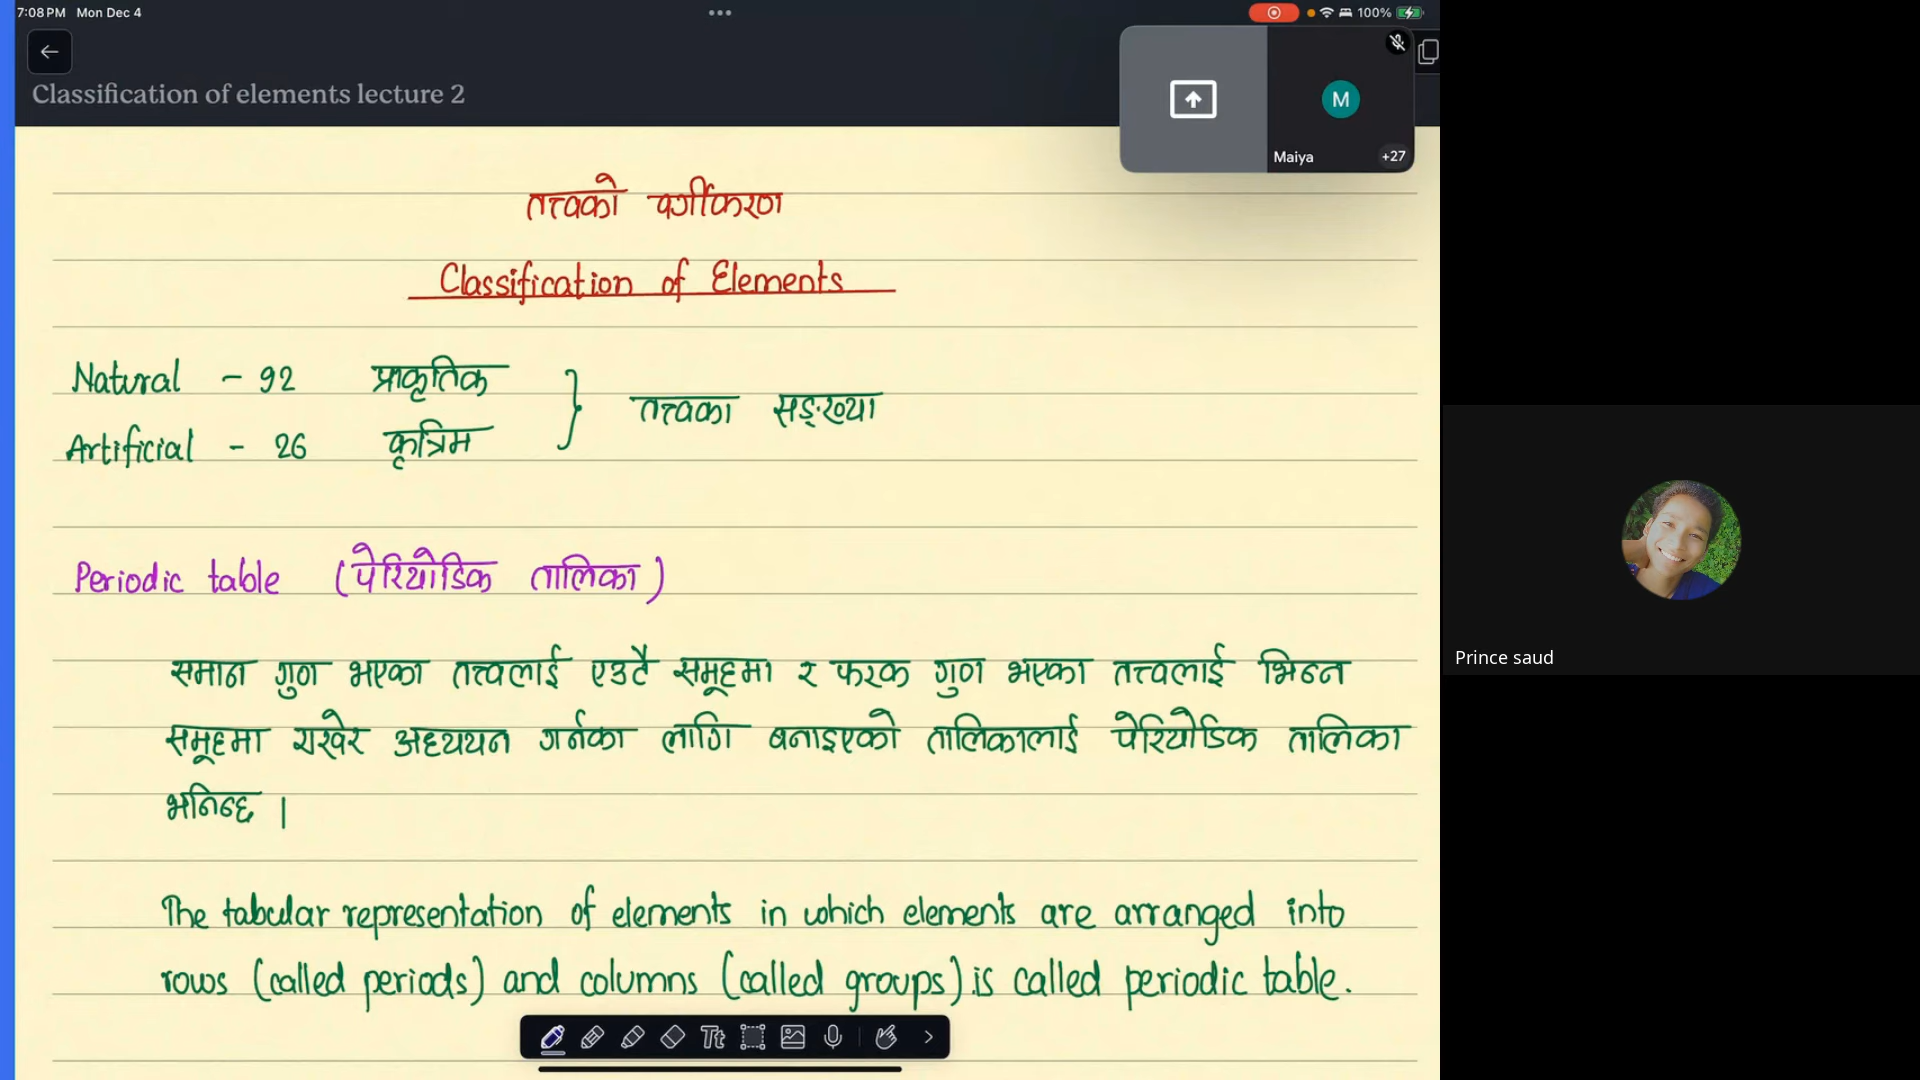 7:08 PM Mon Dec 4
100%
Classification of elements lecture 2
M
Maiya +27
तत्त्वको वर्गीकरण
Classification of Elements
Natural - 92 प्राकृतिक
Artificial - 26 कृत्रिम
} तत्त्वका सङ्ख्या
Periodic table (पेरियोडिक तालिका)
समान गुण भएका तत्त्वलाई एउटै समूहमा र फरक गुण भएका तत्त्वलाई भिन्न
समूहमा राखेर अध्ययन गर्नका लागि बनाइएको तालिकालाई पेरियोडिक तालिका
भनिन्छ ।
The tabular representation of elements in which elements are arranged into
rows (called periods) and columns (called groups) is called periodic table.
Tt
Prince saud